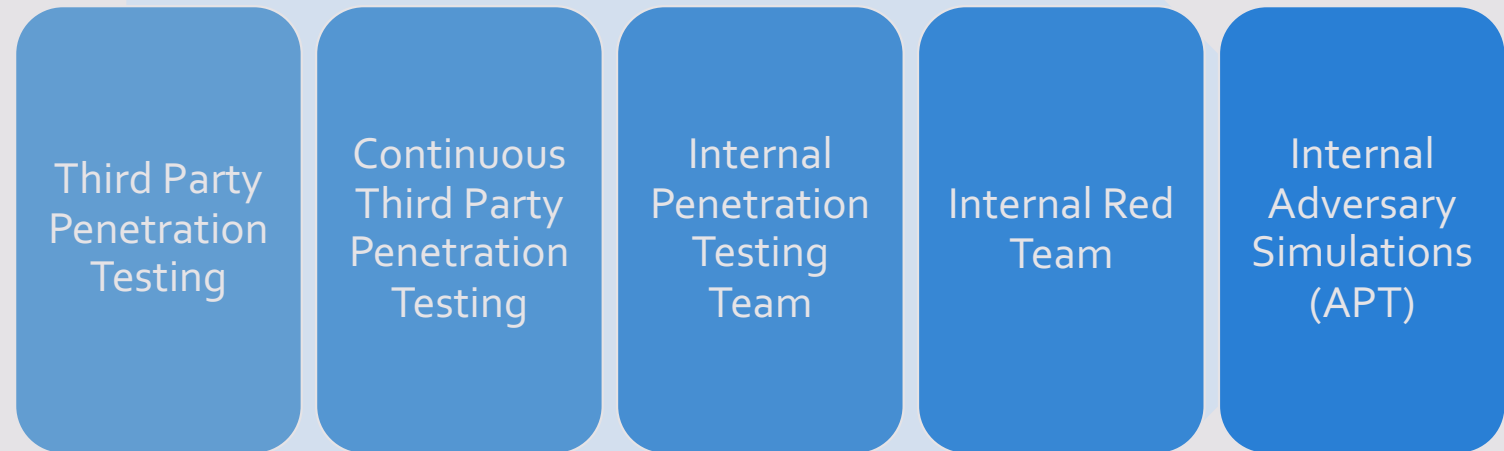 Third Party
Penetration
Testing
Continuous
Third Party
Penetration
Testing
Internal
Penetration
Testing
Team
Internal Red
Team
Internal
Adversary
Simulations
(APT)